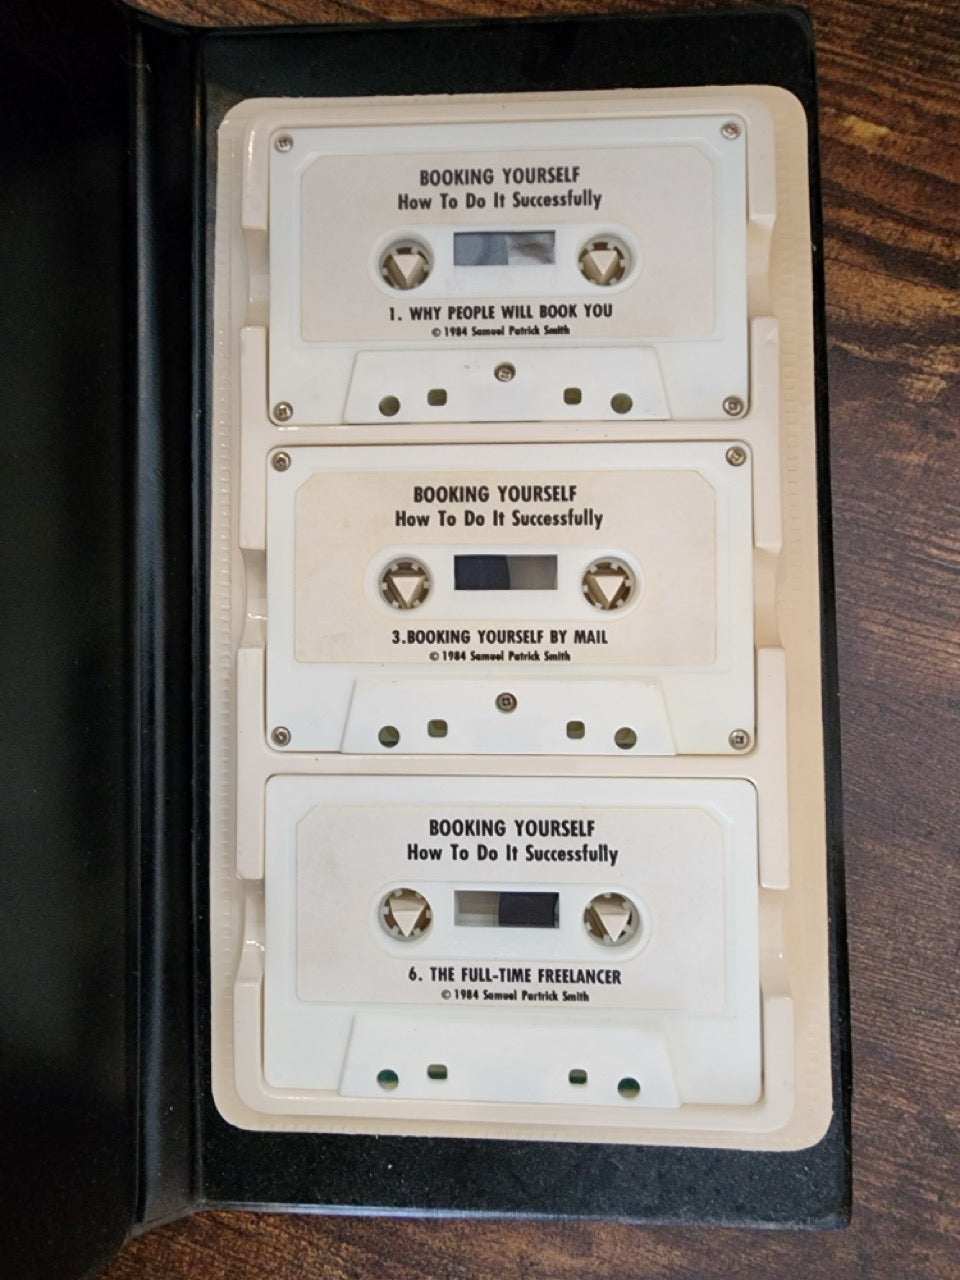 BOOKING YOURSELF
How To Do It Successfully
1. WHY PEOPLE WILL BOOK YOU
© 1984 Samuel Patrick Smith
BOOKING YOURSELF
How To Do It Successfully
3.BOOKING YOURSELF BY MAIL
© 1984 Samuel Patrick Smith
BOOKING YOURSELF
How To Do It Successfully
6. THE FULL-TIME FREELANCER
© 1984 Samuel Partrick Smith